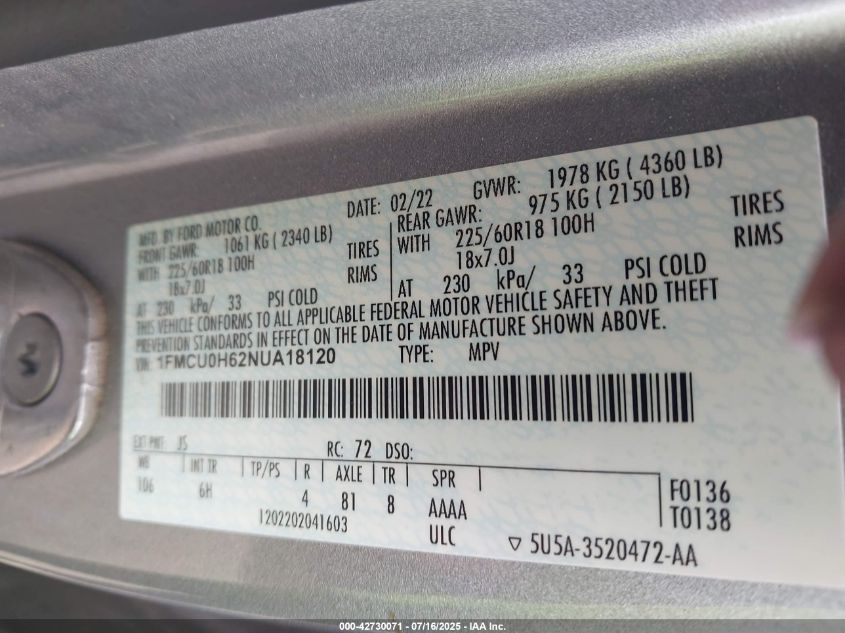 MFD. BY FORD MOTOR CO.
DATE: 02/22 GVWR: 1978 KG ( 4360 LB)
FRONT GAWR: 1061 KG ( 2340 LB) REAR GAWR: 975 KG ( 2150 LB)
WITH 225/60R18 100H TIRES WITH 225/60R18 100H TIRES
18x7.0J RIMS 18x7.0J RIMS
AT 230 kPa/ 33 PSI COLD AT 230 kPa/ 33 PSI COLD
THIS VEHICLE CONFORMS TO ALL APPLICABLE FEDERAL MOTOR VEHICLE SAFETY AND THEFT
PREVENTION STANDARDS IN EFFECT ON THE DATE OF MANUFACTURE SHOWN ABOVE.
VIN: 1FMCU0H62NUA18120 TYPE: MPV
EXT PNT: JS RC: 72 DSO:
WB INT TR TP/PS R AXLE TR SPR
106 6H 4 81 8 AAAA F0136
1202202041603 ULC T0138
5U5A-3520472-AA
000-42730071 - 07/16/2025 - IAA Inc.